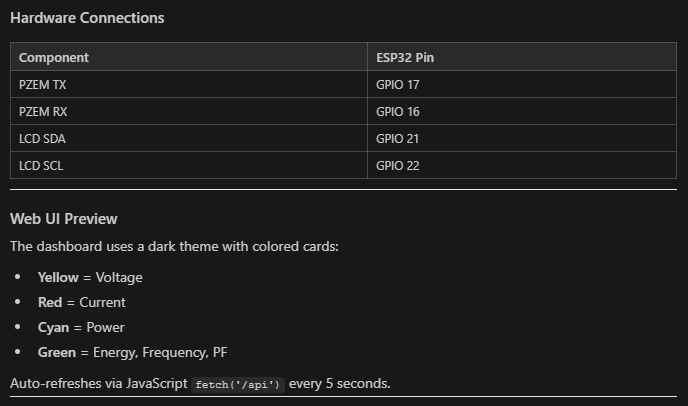 Hardware Connections
Component ESP32 Pin
PZEM TX GPIO 17
PZEM RX GPIO 16
LCD SDA GPIO 21
LCD SCL GPIO 22
Web UI Preview
The dashboard uses a dark theme with colored cards:
• Yellow = Voltage
• Red = Current
• Cyan = Power
• Green = Energy, Frequency, PF
Auto-refreshes via JavaScript fetch('/api') every 5 seconds.